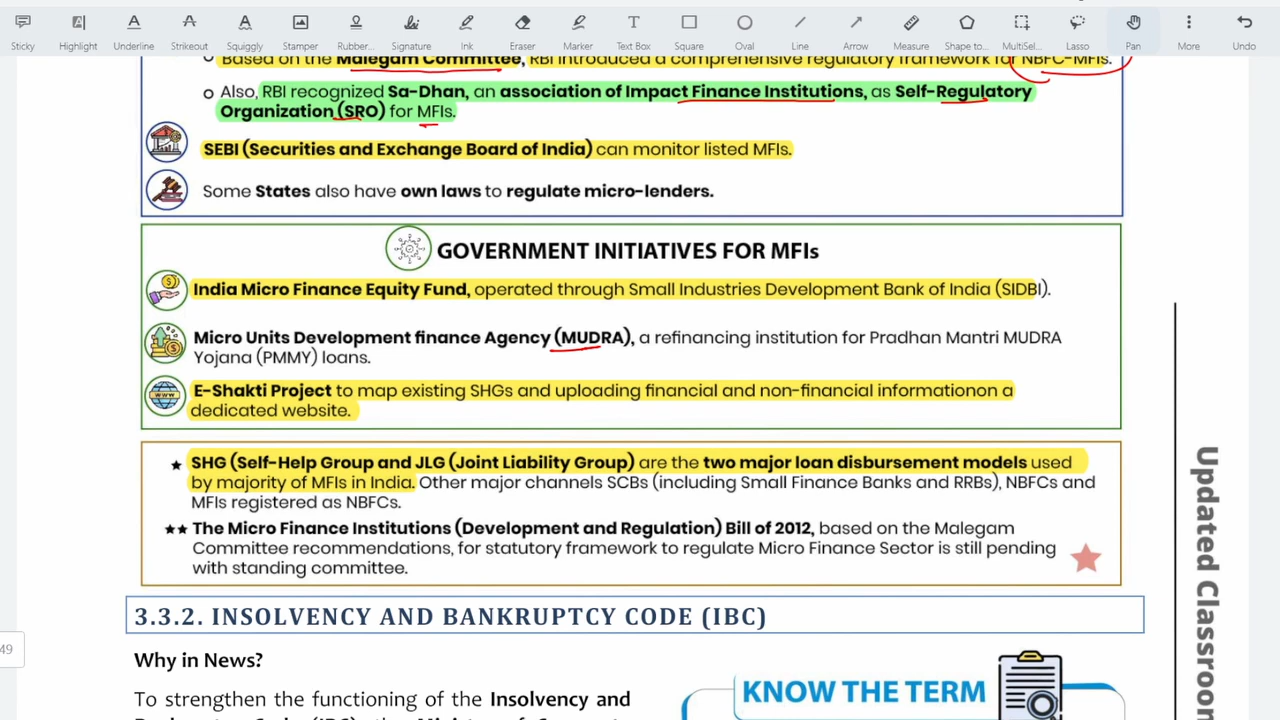 Sticky Highlight Underline Strikeout Squiggly Stamper Rubber... Signature Ink Eraser Marker Text Box Square Oval Line Arrow Measure Shape to... MultiSel... Lasso Pan More Undo
Based on the Malegam Committee, RBI introduced a comprehensive regulatory framework for NBFC-MFIs.
Also, RBI recognized Sa-Dhan, an association of Impact Finance Institutions, as Self-Regulatory
Organization (SRO) for MFIs.
SEBI (Securities and Exchange Board of India) can monitor listed MFIs.
Some States also have own laws to regulate micro-lenders.
GOVERNMENT INITIATIVES FOR MFIs
India Micro Finance Equity Fund, operated through Small Industries Development Bank of India (SIDBI).
Micro Units Development finance Agency (MUDRA), a refinancing institution for Pradhan Mantri MUDRA
Yojana (PMMY) loans.
WWW
E-Shakti Project to map existing SHGs and uploading financial and non-financial informationon a
dedicated website.
SHG (Self-Help Group and JLG (Joint Liability Group) are the two major loan disbursement models used
by majority of MFIs in India. Other major channels SCBs (including Small Finance Banks and RRBs), NBFCs and
MFIs registered as NBFCs.
The Micro Finance Institutions (Development and Regulation) Bill of 2012, based on the Malegam
Committee recommendations, for statutory framework to regulate Micro Finance Sector is still pending
with standing committee.
3.3.2. INSOLVENCY AND BANKRUPTCY CODE (IBC)
49
Why in News?
To strengthen the functioning of the Insolvency and
KNOW THE TERM
Updated Classroom